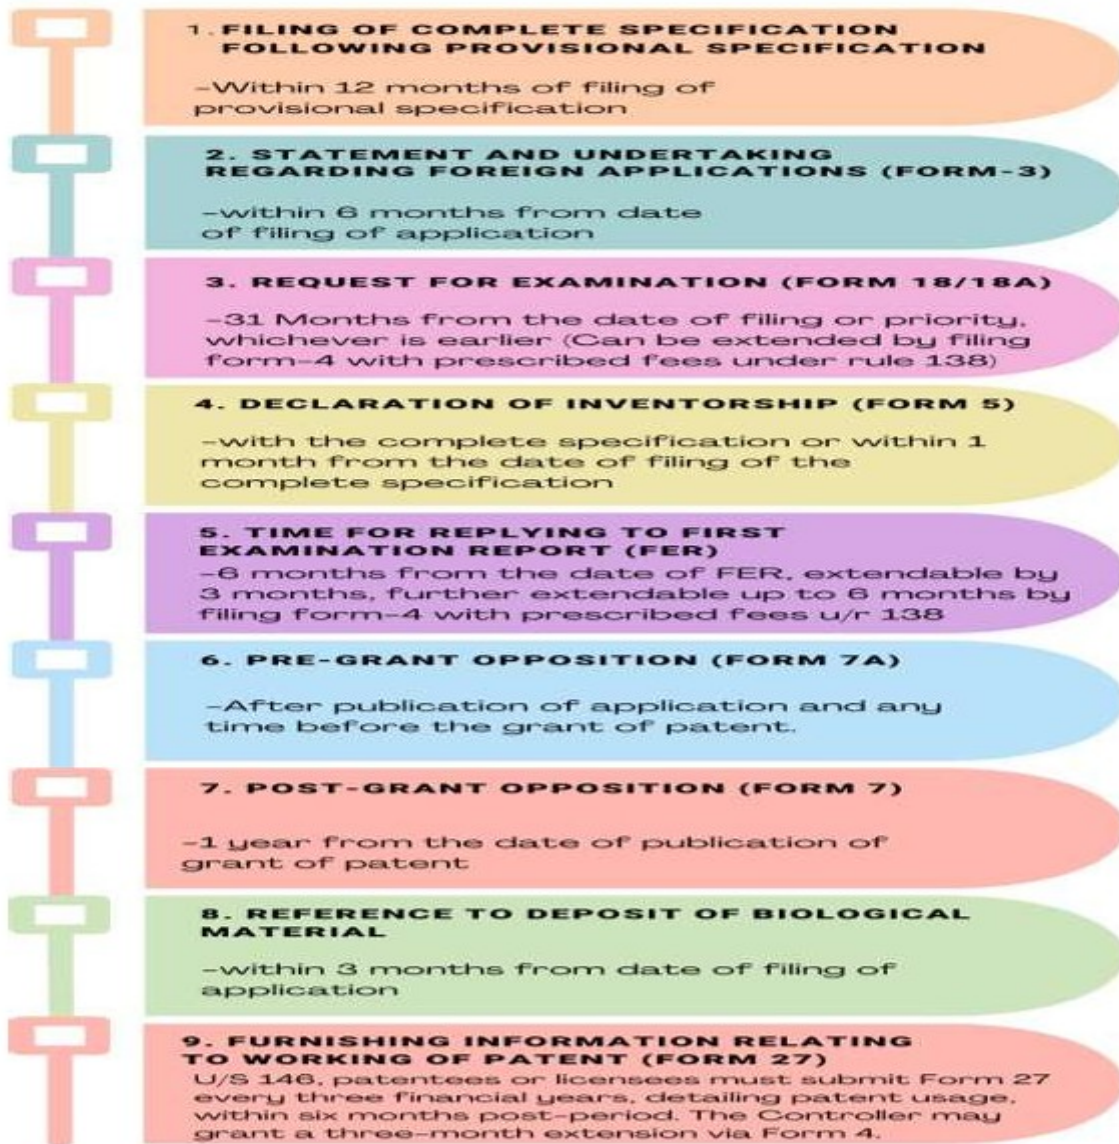 1. FILING OF COMPLETE SPECIFICATION
FOLLOWING PROVISIONAL SPECIFICATION
-Within 12 months of filing of
provisional specification
2. STATEMENT AND UNDERTAKING
REGARDING FOREIGN APPLICATIONS (FORM-3)
-within 6 months from date
of filing of application
3. REQUEST FOR EXAMINATION (FORM 18/18A)
-31 Months from the date of filing or priority,
whichever is earlier (Can be extended by filing
form-4 with prescribed fees under rule 138)
4. DECLARATION OF INVENTORSHIP (FORM 5)
-with the complete specification or within 1
month from the date of filing of the
complete specification
5. TIME FOR REPLYING TO FIRST
EXAMINATION REPORT (FER)
-6 months from the date of FER, extendable by
3 months, further extendable up to 6 months by
filing form-4 with prescribed fees u/r 138
6. PRE-GRANT OPPOSITION (FORM 7A)
-After publication of application and any
time before the grant of patent.
7. POST-GRANT OPPOSITION (FORM 7)
-1 year from the date of publication of
grant of patent
8. REFERENCE TO DEPOSIT OF BIOLOGICAL
MATERIAL
-within 3 months from date of filing of
application
9. FURNISHING INFORMATION RELATING
TO WORKING OF PATENT (FORM 27)
U/S 146, patentees or licensees must submit Form 27
every three financial years, detailing patent usage,
within six months post-period. The Controller may
grant a three-month extension via Form 4.